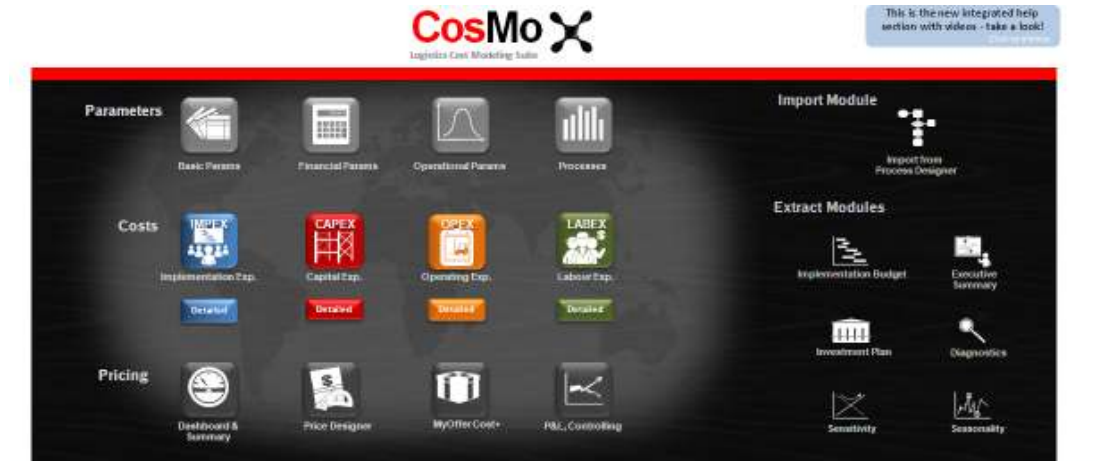 CosMo X
Logistics Cost Modeling Suite
This is the new integrated help
section with videos - take a look!
Parameters
Basic Params
Financial Params
Operational Params
Processes
Import Module
Import from
Process Designer
Costs
IMPEX
CAPEX
OPEX
LABEX
Implementation Exp.
Capital Exp.
Operating Exp.
Labour Exp.
Detailed
Detailed
Detailed
Detailed
Extract Modules
Implementation Budget
Executive
Summary
Investment Plan
Diagnostics
Sensitivity
Seasonality
Pricing
Dashboard &
Summary
Price Designer
MyOffer Cost+
P&L, Controlling